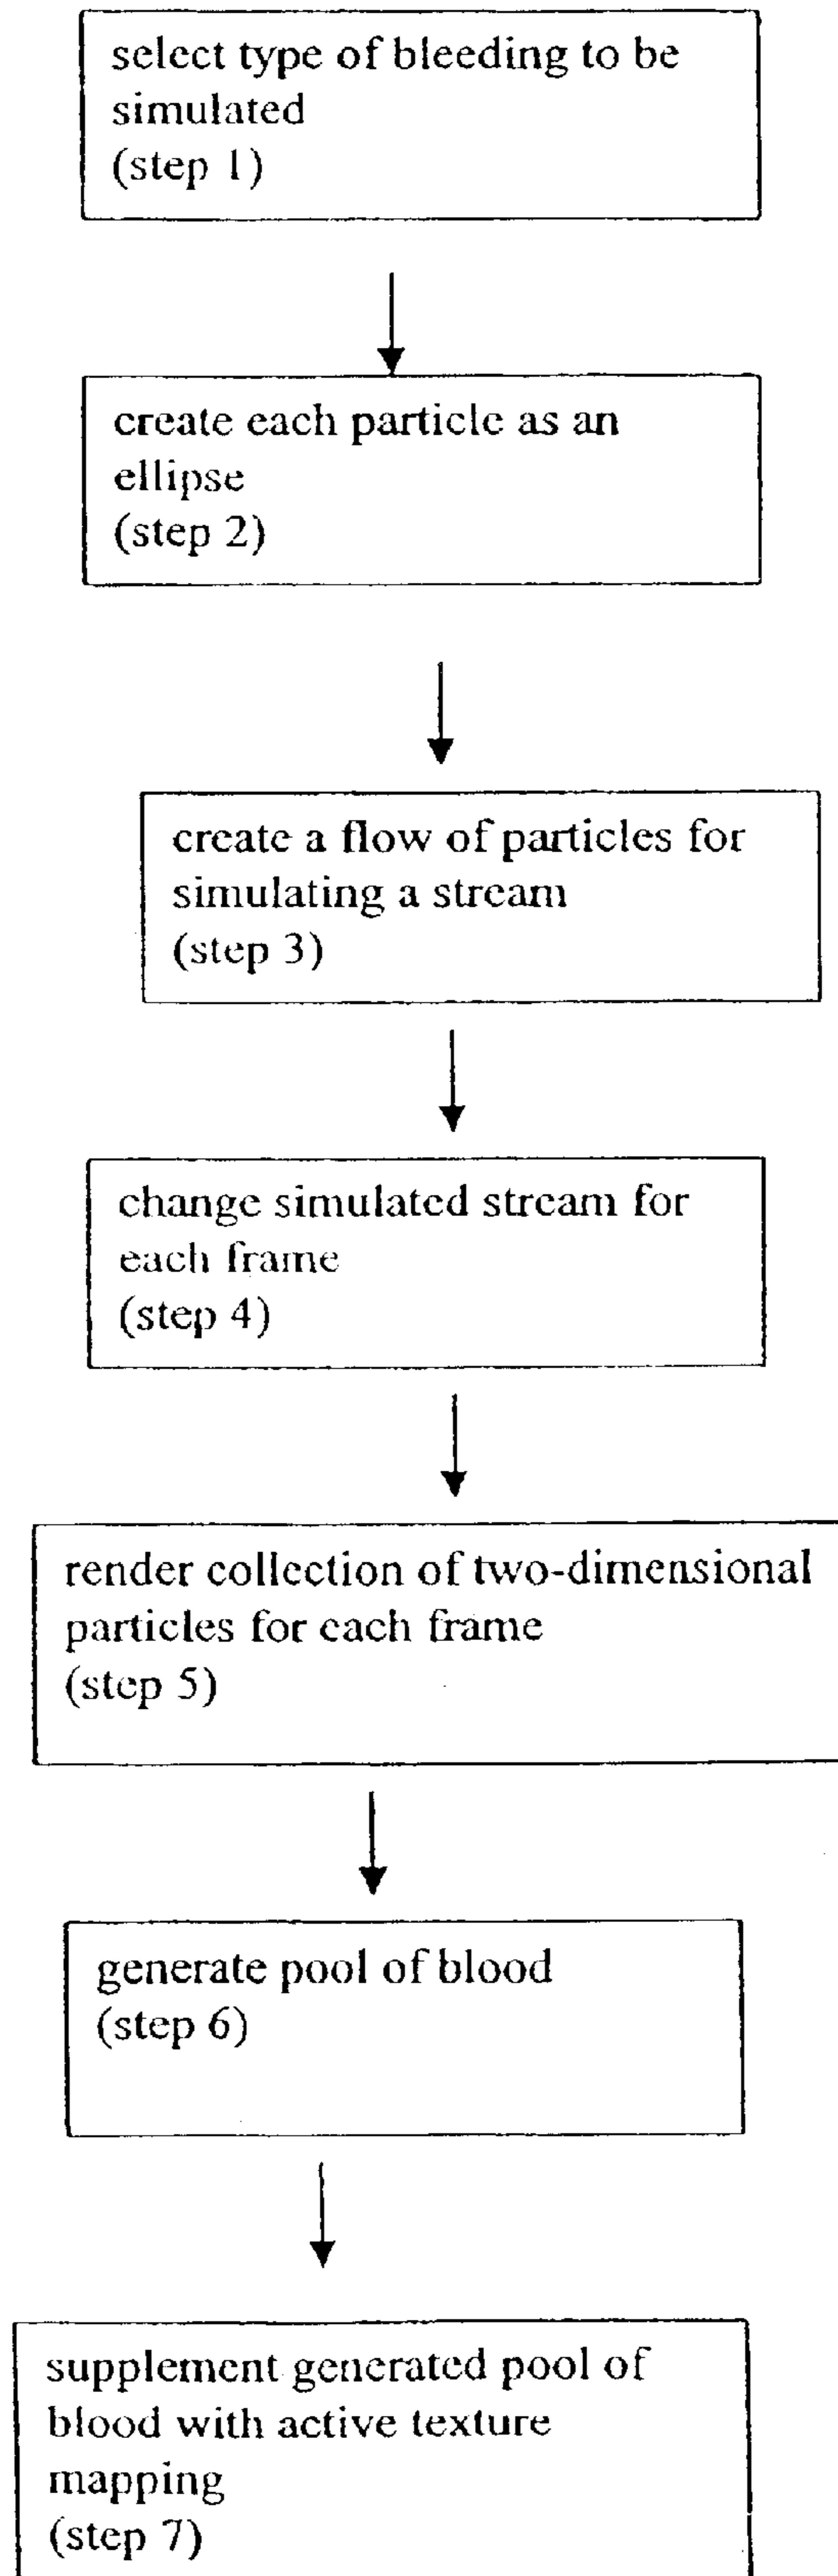 select type of bleeding to be
simulated
(step 1)
create each particle as an
ellipse
(step 2)
create a flow of particles for
simulating a stream
(step 3)
change simulated stream for
each frame
(step 4)
render collection of two-dimensional
particles for each frame
(step 5)
generate pool of blood
(step 6)
supplement generated pool of
blood with active texture
mapping
(step 7)